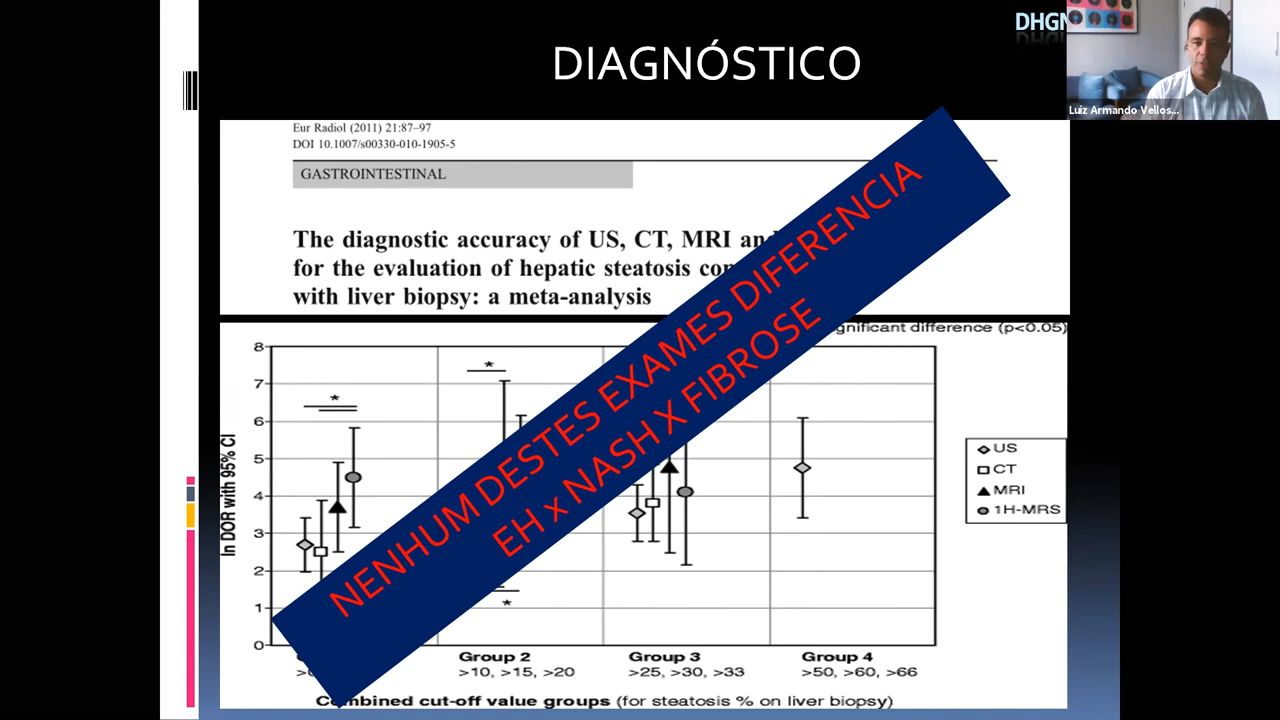 DHGN
Luiz Armando Vellos...
DIAGNÓSTICO
Eur Radiol (2011) 21:87–97
DOI 10.1007/s00330-010-1905-5
GASTROINTESTINAL
The diagnostic accuracy of US, CT, MRI
for the evaluation of hepatic steatosis
with liver biopsy: a meta-analysis
NENHUM DESTES EXAMES DIFERENCIA
EH x NASH X FIBROSE
difference (p<0.05)
8
7
6
5
4
3
2
1
0
ln DOR with 95% CI
*
*
*
US
CT
MRI
1H-MRS
Group 2
Group 3
Group 4
>10, >15, >20
>25, >30, >33
>50, >60, >66
cut-off value groups (for steatosis % on liver biopsy)